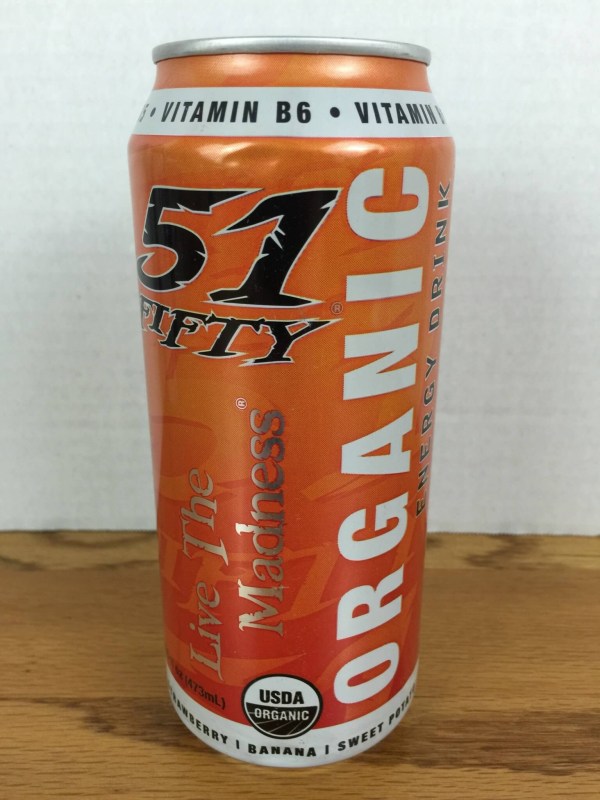 • VITAMIN B6 • VITAMIN
51
FIFTY ®
Live The
Madness®
ORGANIC
ENERGY DRINK
(473mL)
USDA
ORGANIC
| BANANA | SWEET